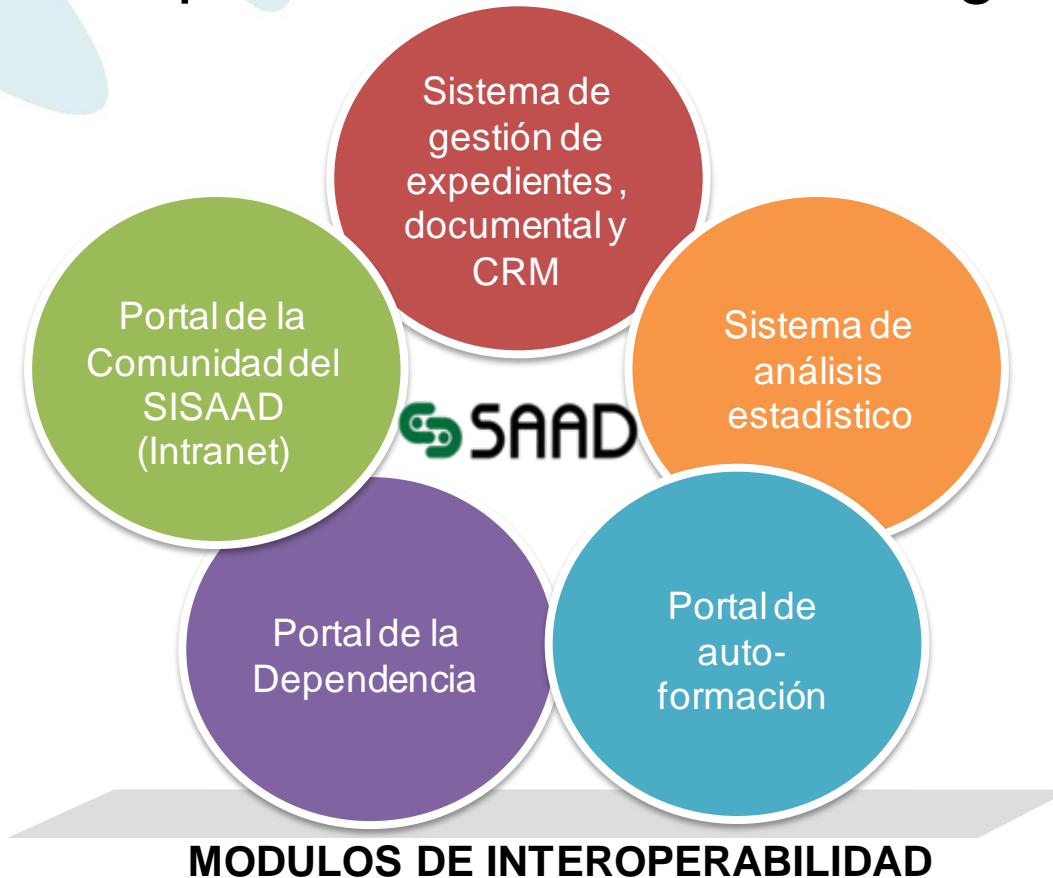 Sistema de
gestión de
expedientes,
documental y
CRM
Portal de la
Comunidad del
SISAAD
(Intranet)
Sistema de
análisis
estadístico
SAAD
Portal de la
Dependencia
Portal de
auto-
formación
MODULOS DE INTEROPERABILIDAD